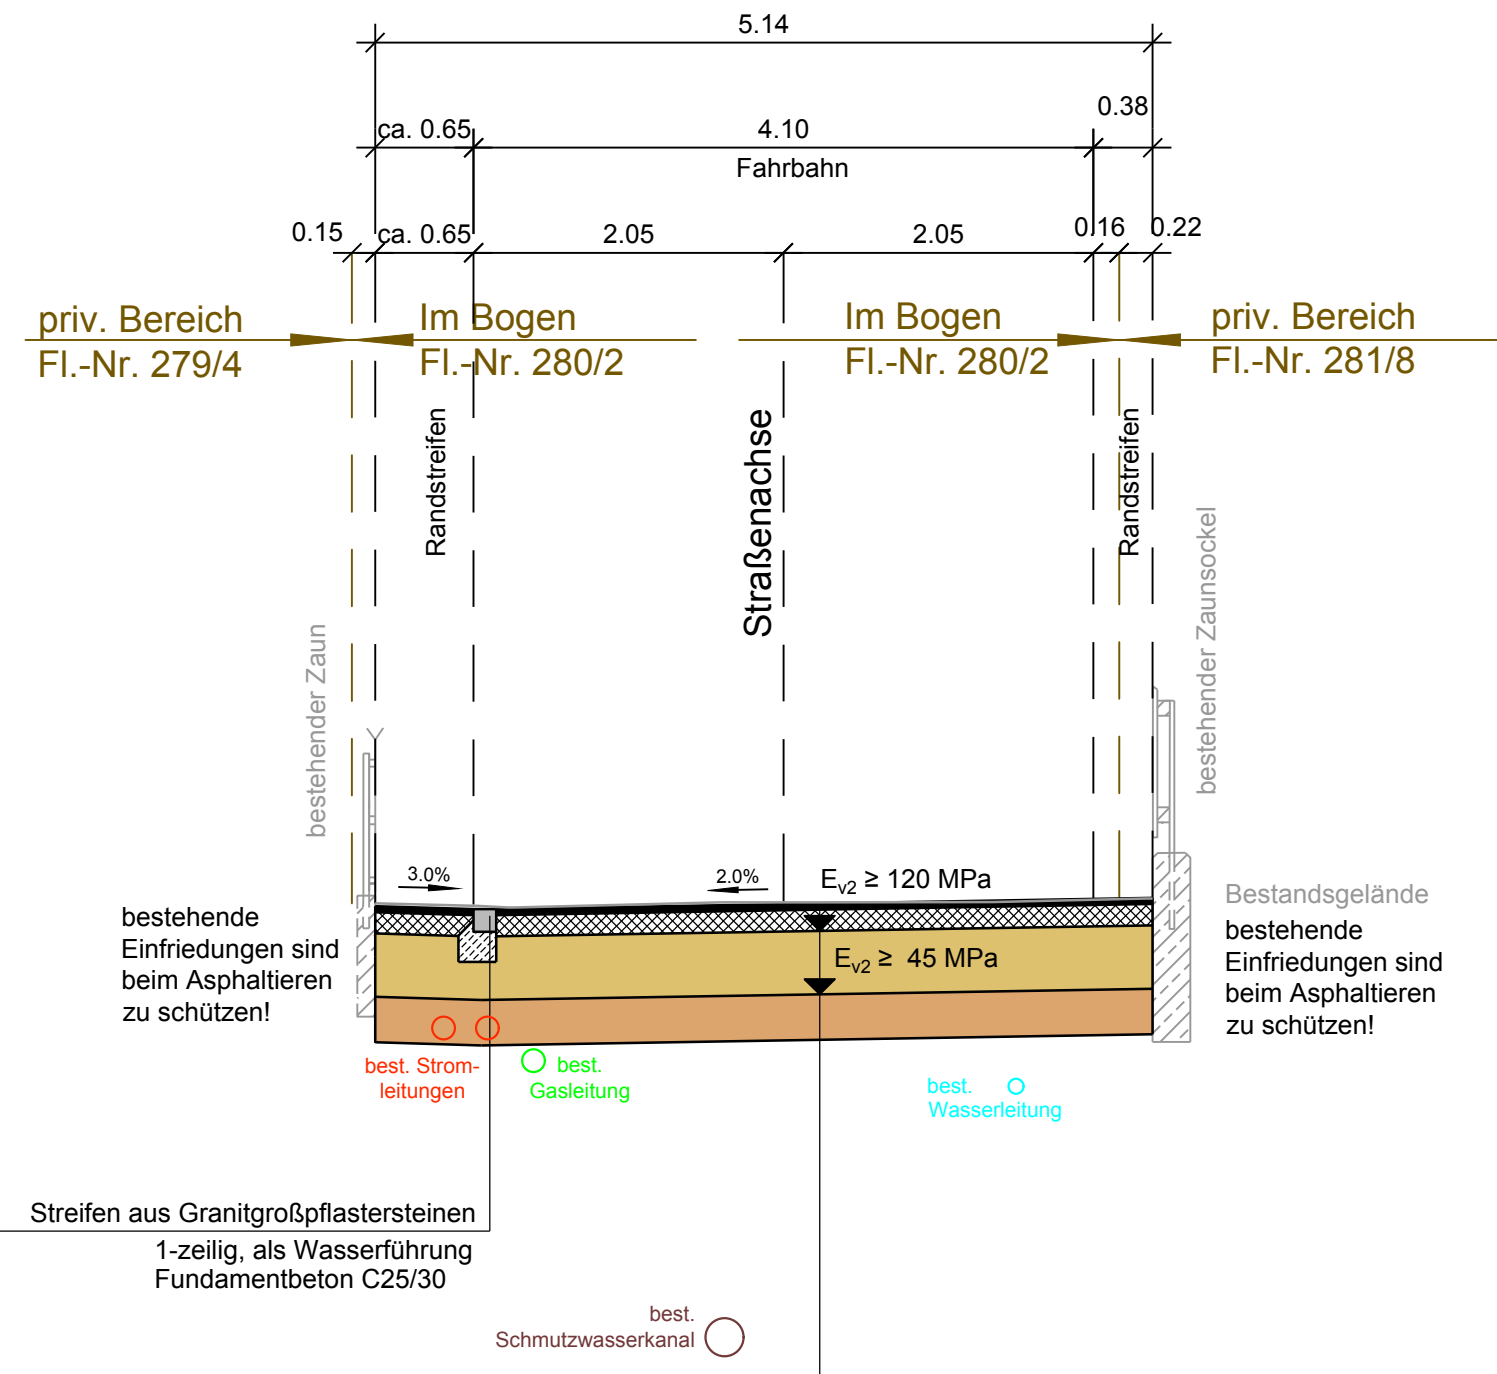 5.14
ca. 0.65
4.10
0.38
Fahrbahn
0.15
ca. 0.65
2.05
2.05
0.16
0.22
priv. Bereich
Fl.-Nr. 279/4
Im Bogen
Fl.-Nr. 280/2
Im Bogen
Fl.-Nr. 280/2
priv. Bereich
Fl.-Nr. 281/8
Randstreifen
Straßenachse
Randstreifen
bestehender Zaun
bestehender Zaunsockel
3.0%
2.0%
Ev2 ≥ 120 MPa
Ev2 ≥ 45 MPa
bestehende
Einfriedungen sind
beim Asphaltieren
zu schützen!
Bestandsgelände
bestehende
Einfriedungen sind
beim Asphaltieren
zu schützen!
best. Strom-
leitungen
best.
Gasleitung
best.
Wasserleitung
Streifen aus Granitgroßpflastersteinen
1-zeilig, als Wasserführung
Fundamentbeton C25/30
best.
Schmutzwasserkanal